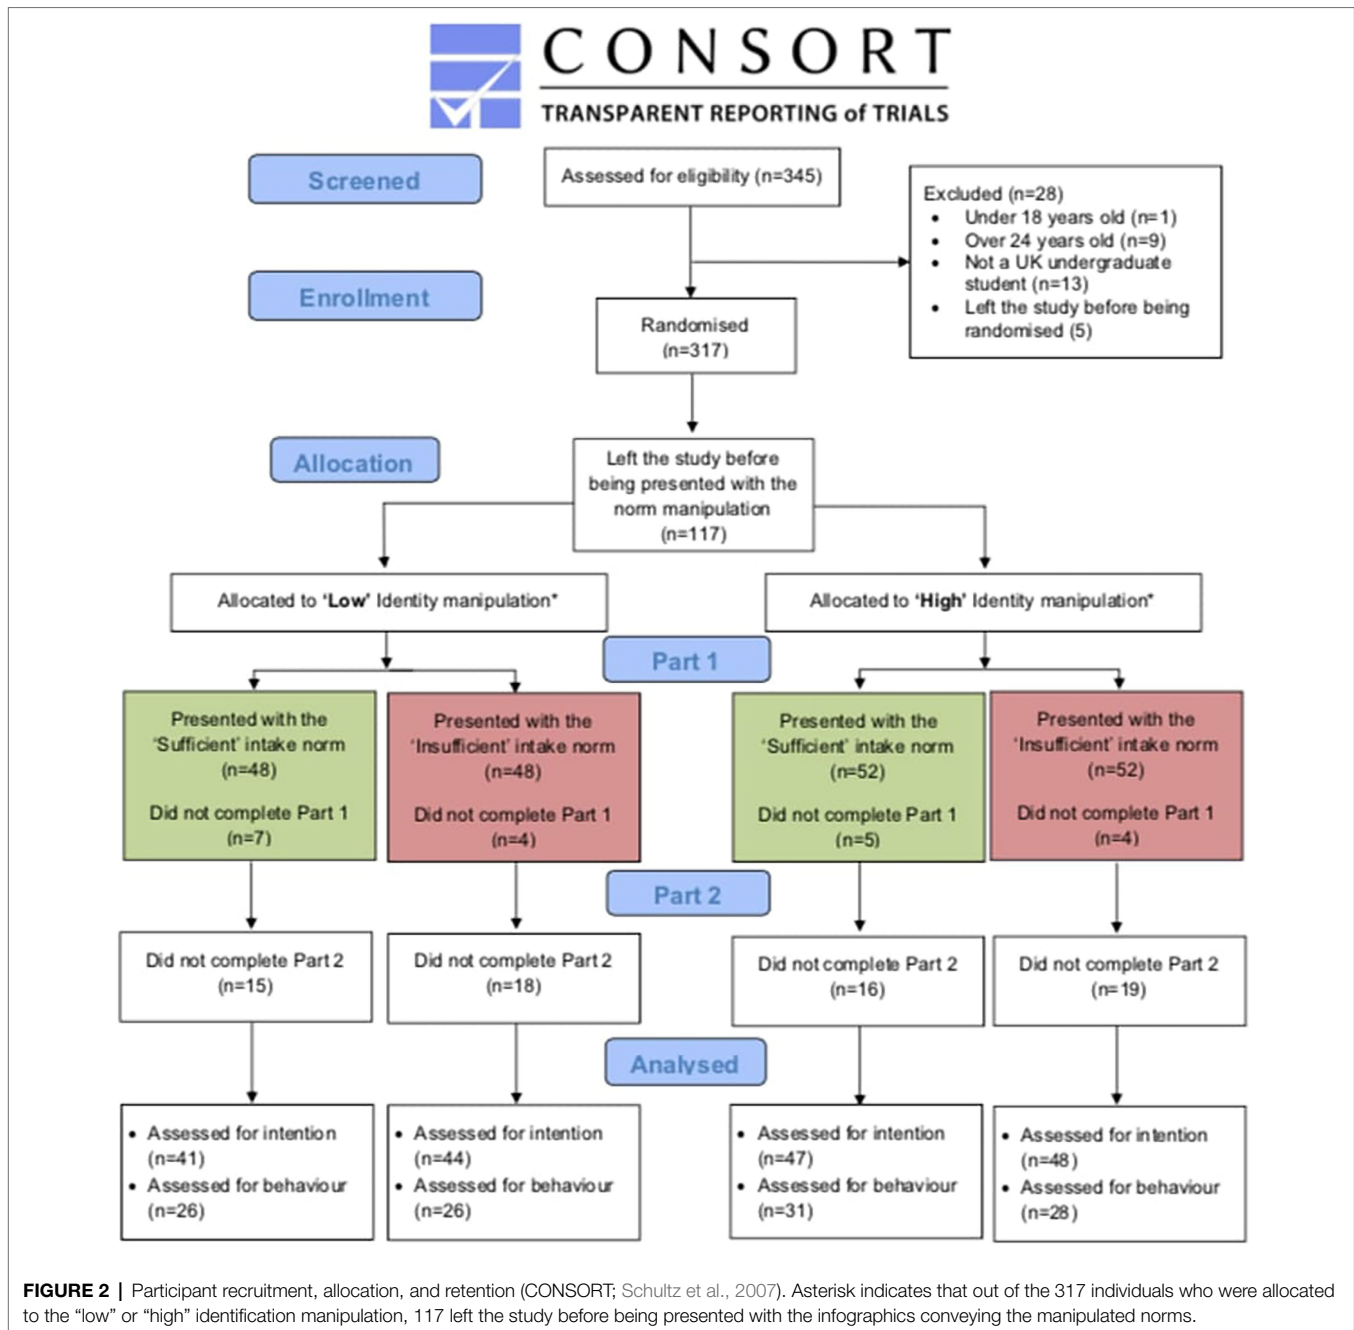 CONSORT
TRANSPARENT REPORTING of TRIALS
Screened
Assessed for eligibility (n=345)
Excluded (n=28)
• Under 18 years old (n=1)
• Over 24 years old (n=9)
• Not a UK undergraduate
student (n=13)
• Left the study before being
randomised (5)
Enrollment
Randomised
(n=317)
Allocation
Left the study before
being presented with the
norm manipulation
(n=117)
Allocated to ‘Low’ Identity manipulation*
Allocated to ‘High’ Identity manipulation*
Part 1
Presented with the
‘Sufficient’ intake norm
(n=48)
Did not complete Part 1
(n=7)
Presented with the
‘Insufficient’ intake norm
(n=48)
Did not complete Part 1
(n=4)
Presented with the
‘Sufficient’ intake norm
(n=52)
Did not complete Part 1
(n=5)
Presented with the
‘Insufficient’ intake norm
(n=52)
Did not complete Part 1
(n=4)
Part 2
Did not complete Part 2
(n=15)
Did not complete Part 2
(n=18)
Did not complete Part 2
(n=16)
Did not complete Part 2
(n=19)
Analysed
• Assessed for intention
(n=41)
• Assessed for behaviour
(n=26)
• Assessed for intention
(n=44)
• Assessed for behaviour
(n=26)
• Assessed for intention
(n=47)
• Assessed for behaviour
(n=31)
• Assessed for intention
(n=48)
• Assessed for behaviour
(n=28)
FIGURE 2 | Participant recruitment, allocation, and retention (CONSORT; Schultz et al., 2007). Asterisk indicates that out of the 317 individuals who were allocated
to the “low” or “high” identification manipulation, 117 left the study before being presented with the infographics conveying the manipulated norms.